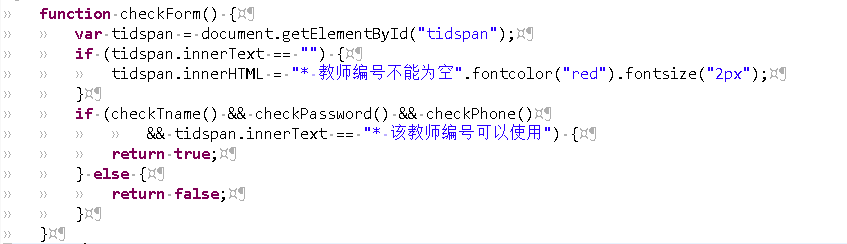 function checkForm() {
var tidspan = document.getElementById("tidspan");
if (tidspan.innerText == "") {
tidspan.innerHTML = "* 教师编号不能为空".fontcolor("red").fontsize("2px");
}
if (checkTname() && checkPassword() && checkPhone()
&& tidspan.innerText == "* 该教师编号可以使用") {
return true;
} else {
return false;
}
}